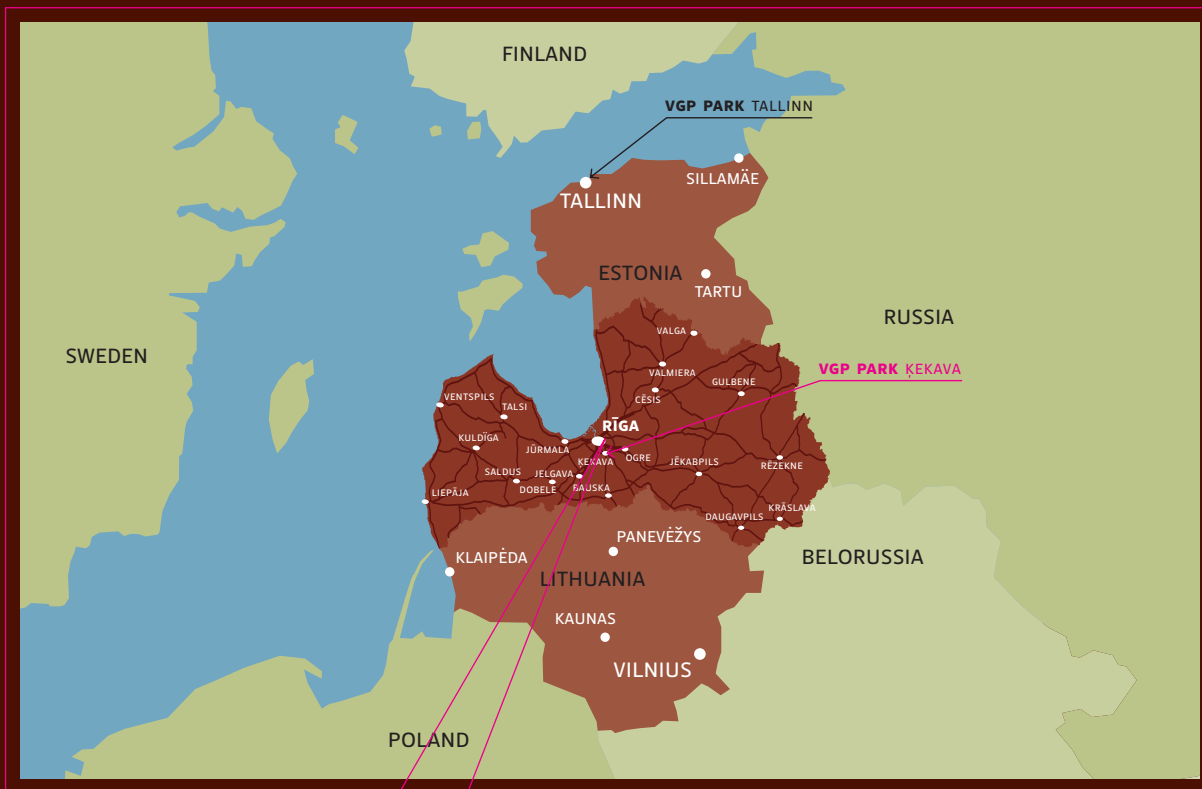 FINLAND
VGP PARK TALLINN
SILLAMÄE
TALLINN
ESTONIA
TARTU
RUSSIA
SWEDEN
VALGA
VGP PARK ĶEKAVA
VALMIERA
GULBENE
CĒSIS
VENTSPILS
TALSI
RĪGA
KULDĪGA
JŪRMALA
ĶEKAVA
OGRE
JĒKABPILS
RĒZEKNE
SALDUS
JELGAVA
DOBELE
BAUSKA
LIEPĀJA
KRĀSLAVA
DAUGAVPILS
PANEVĖŽYS
KLAIPĖDA
BELORUSSIA
LITHUANIA
KAUNAS
VILNIUS
POLAND